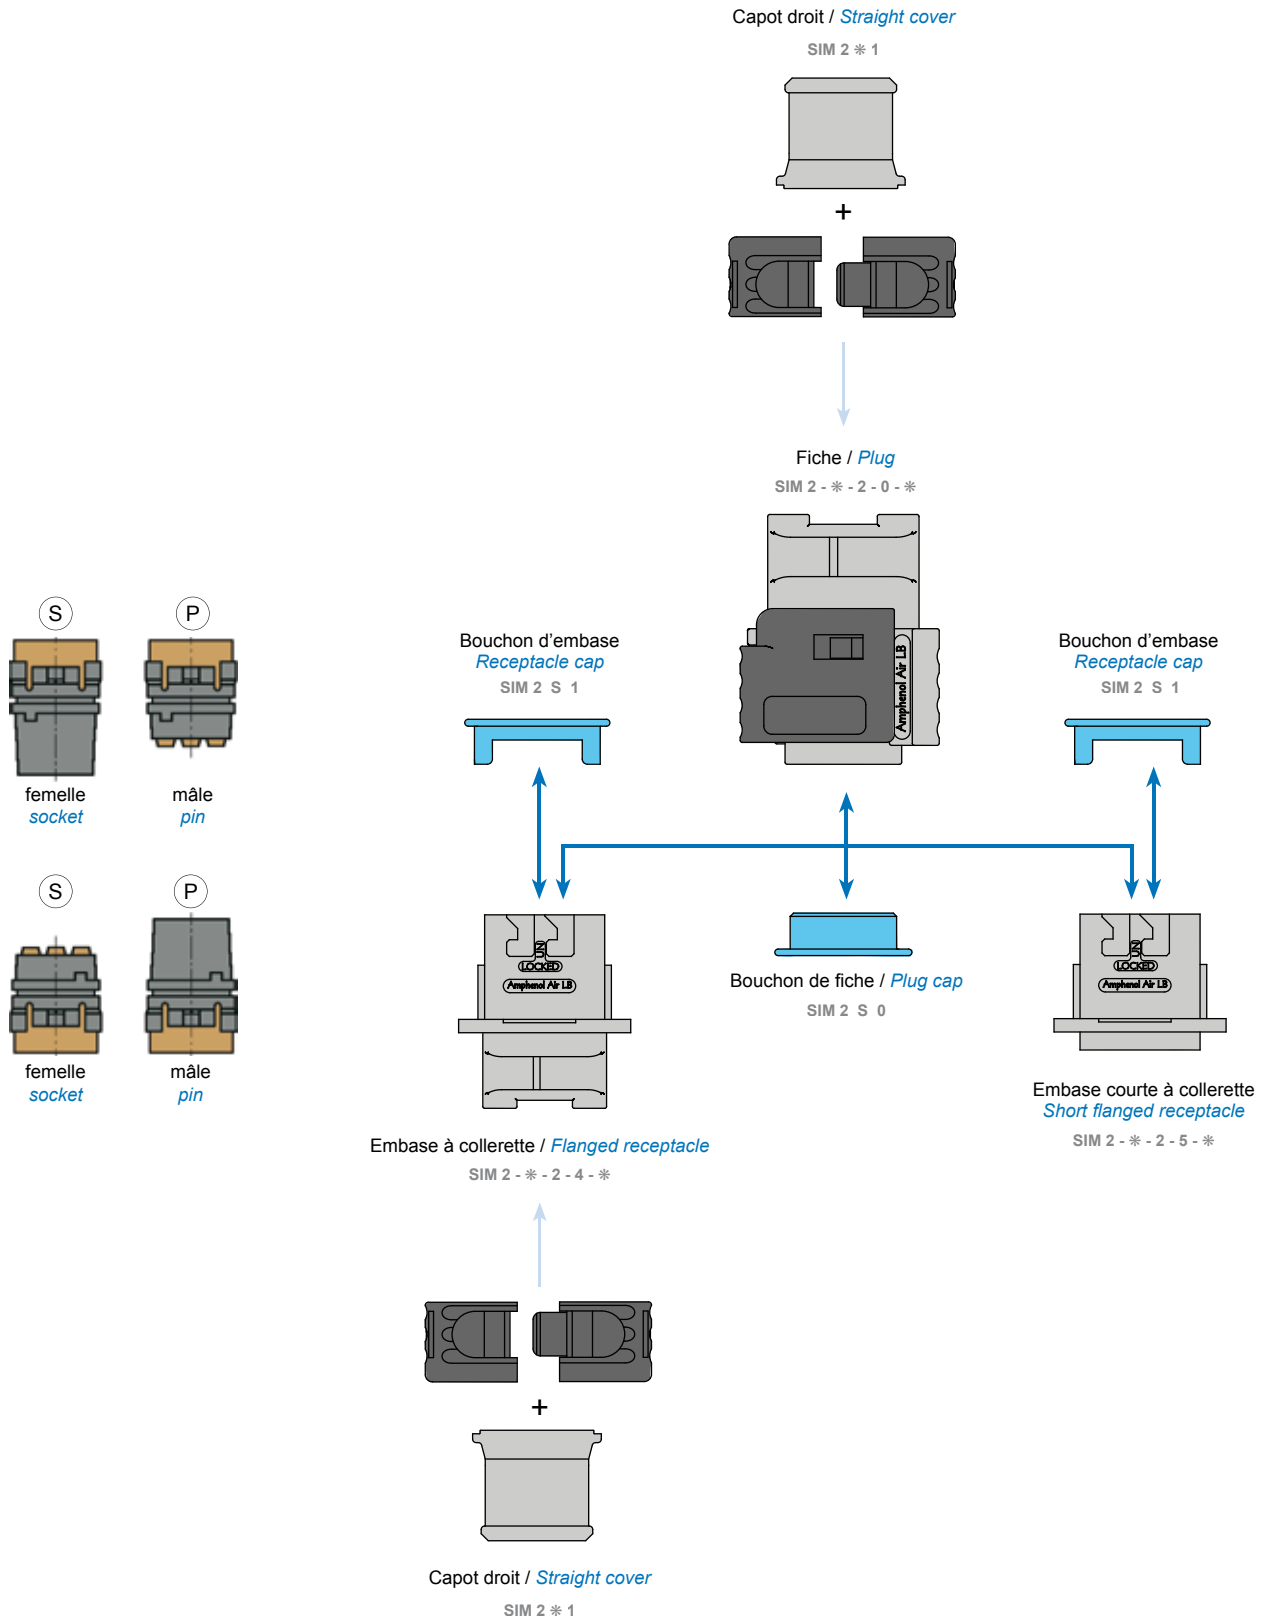 Capot droit / Straight cover
SIM 2 ✳ 1
+
Fiche / Plug
SIM 2 - ✳ - 2 - 0 - ✳
Amphenol Air LB
S
P
femelle
socket
mâle
pin
S
P
femelle
socket
mâle
pin
Bouchon d’embase
Receptacle cap
SIM 2 S 1
Bouchon d’embase
Receptacle cap
SIM 2 S 1
UN
LOCKED
Amphenol Air LB
Embase à collerette / Flanged receptacle
SIM 2 - ✳ - 2 - 4 - ✳
Bouchon de fiche / Plug cap
SIM 2 S 0
UN
LOCKED
Amphenol Air LB
Embase courte à collerette
Short flanged receptacle
SIM 2 - ✳ - 2 - 5 - ✳
+
Capot droit / Straight cover
SIM 2 ✳ 1